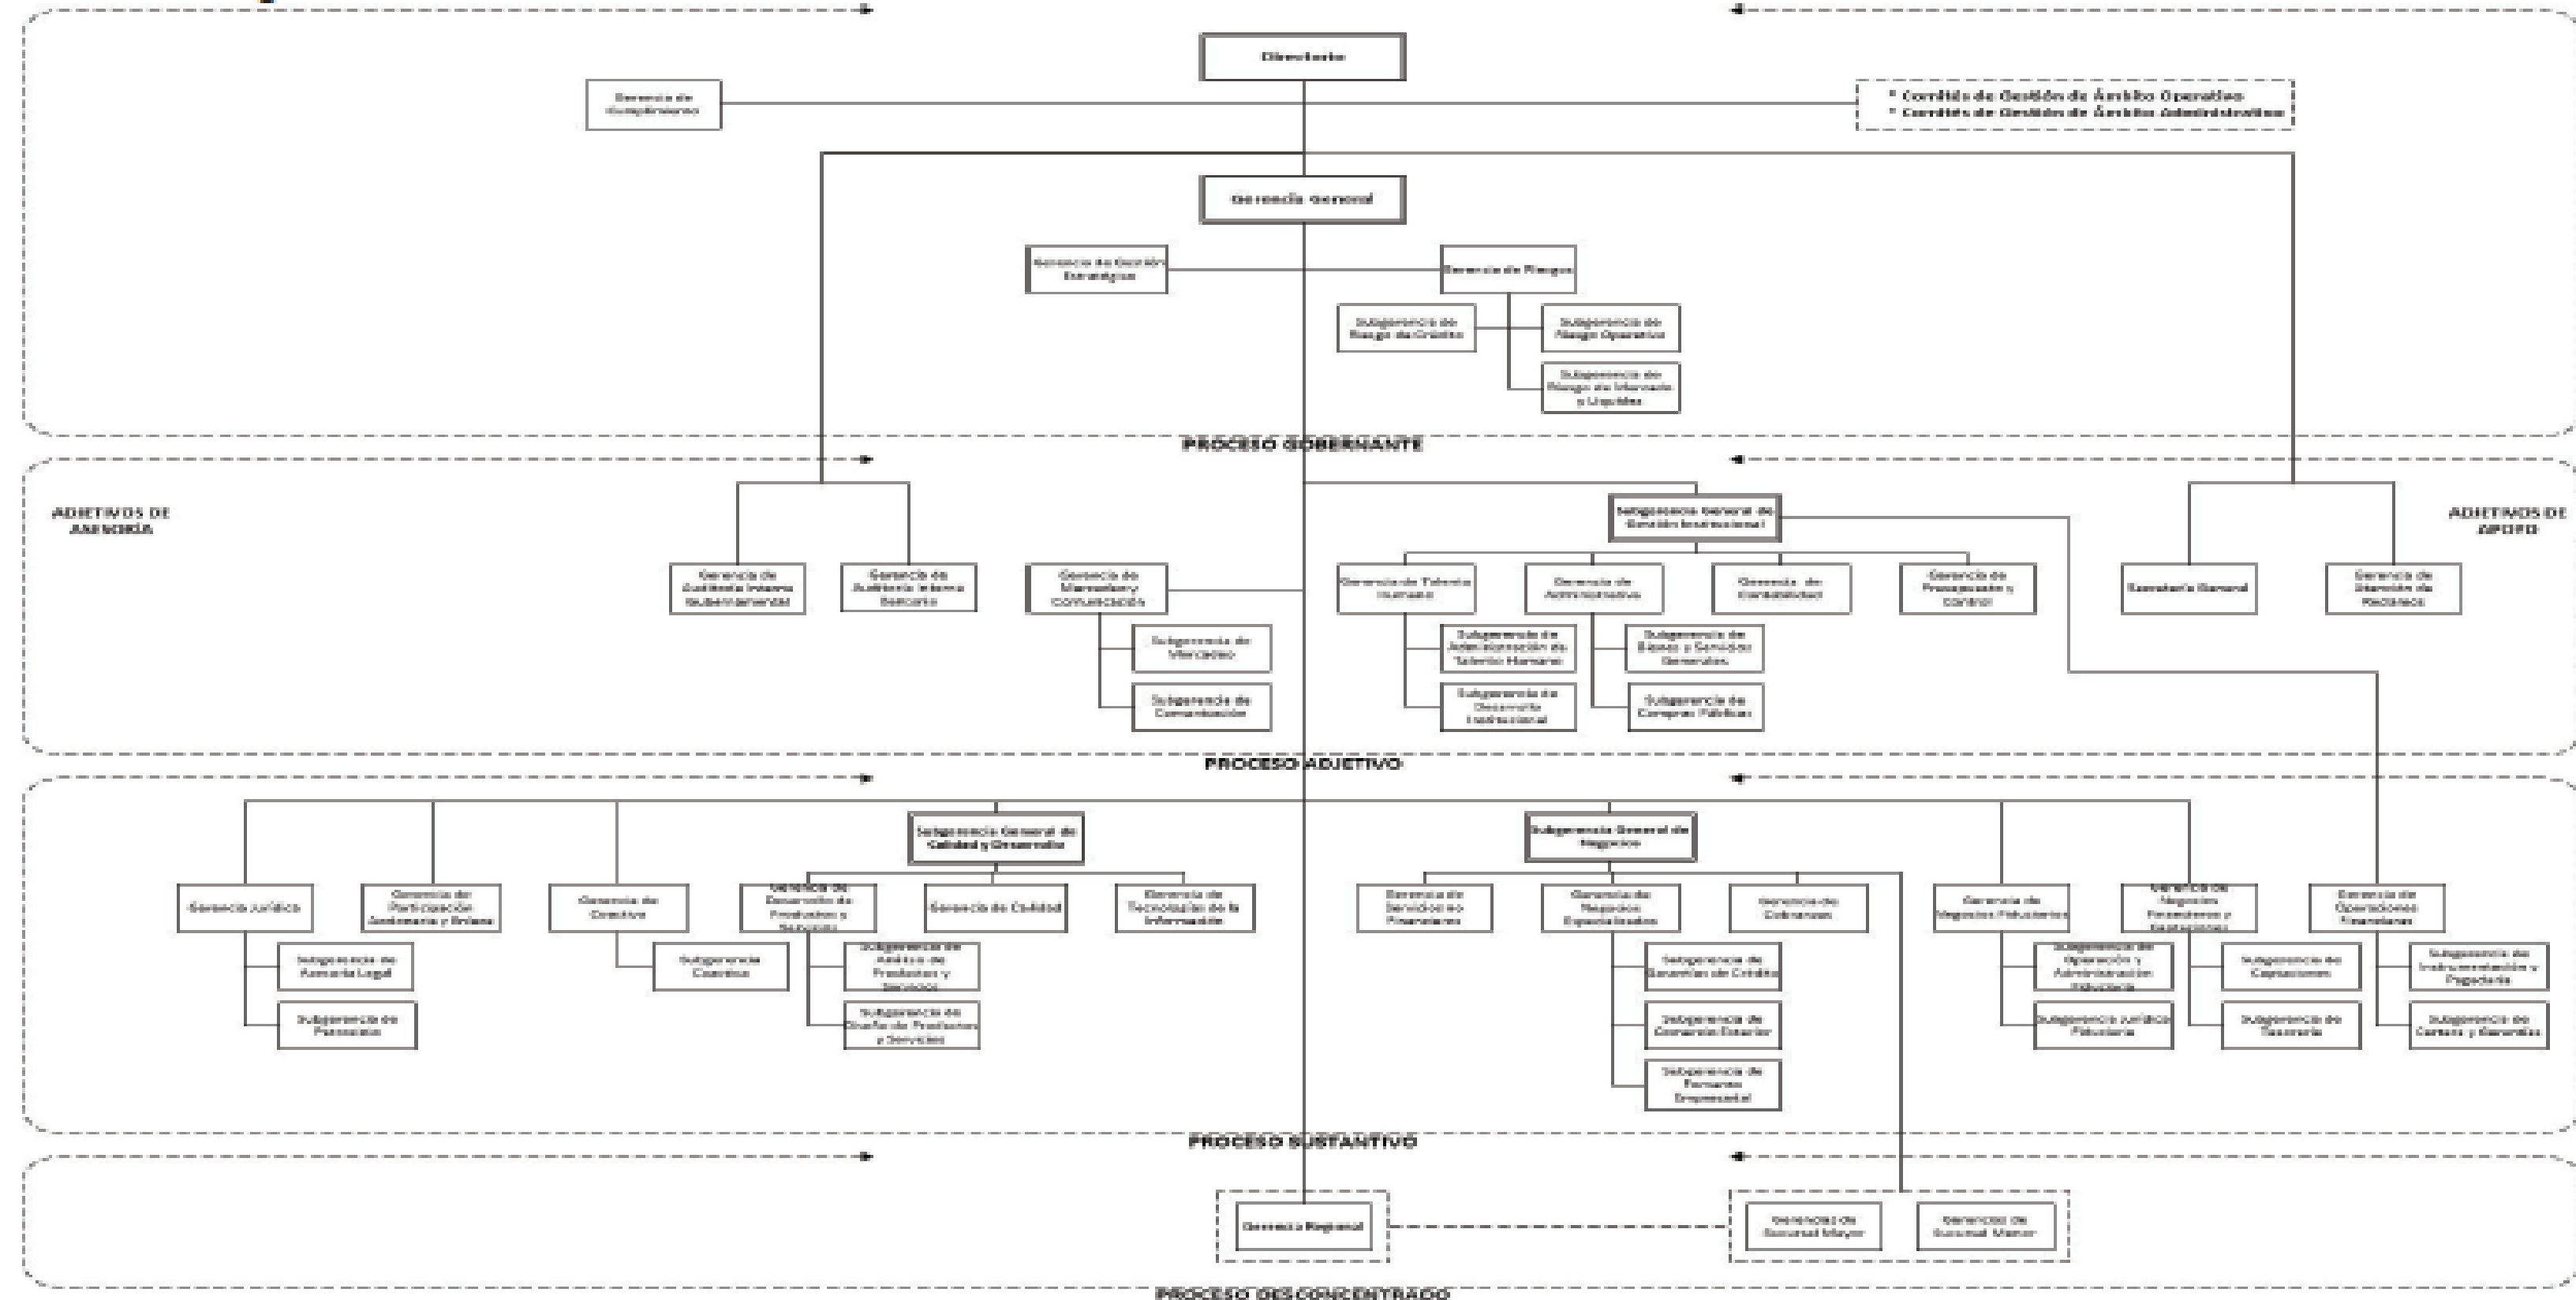 Directorio
Gerencia de
Cumplimiento
* Comités de Gestión de Ámbito Operativo
* Comités de Gestión de Ámbito Administrativo
Gerencia General
Gerencia de Gestión
Estratégica
Gerencia de Riesgos
Subgerencia de
Riesgo de Crédito
Subgerencia de
Riesgo Operativo
Subgerencia de
Riesgo de Mercado
y Liquidez
PROCESO GOBERNANTE
ADJETIVOS DE
ASESORÍA
Subgerencia General de
Gestión Institucional
ADJETIVOS DE
APOYO
Gerencia de
Auditoría Interna
Gubernamental
Gerencia de
Auditoría Interna
Bancaria
Gerencia de
Mercadeo y
Comunicación
Gerencia de Talento
Humano
Gerencia de
Administrativa
Gerencia de
Contabilidad
Gerencia de
Presupuesto y
Control
Secretaría General
Gerencia de
Atención de
Reclamos
Subgerencia de
Mercadeo
Subgerencia de
Administración de
Talento Humano
Subgerencia de
Bienes y Servicios
Generales
Subgerencia de
Comunicación
Subgerencia de
Desarrollo
Institucional
Subgerencia de
Compras Públicas
PROCESO ADJETIVO
Subgerencia General de
Calidad y Desarrollo
Subgerencia General de
Negocios
Gerencia Jurídica
Gerencia de
Participación
Accionaria y Enlace
Gerencia de
Coactiva
Gerencia de
Desarrollo de
Productos y
Servicios
Gerencia de Calidad
Gerencia de
Tecnologías de la
Información
Gerencia de
Servicios no
Financieros
Gerencia de
Negocios
Especializados
Gerencia de
Cobranzas
Gerencia de
Negocios Fiduciarios
Gerencia de
Negocios
Financieros y
Captaciones
Gerencia de
Operaciones
Financieras
Subgerencia de
Asesoría Legal
Subgerencia
Coactiva
Subgerencia de
Análisis de
Productos y
Servicios
Subgerencia de
Garantías de Crédito
Subgerencia de
Operación y
Administración
Fiduciaria
Subgerencia de
Captaciones
Subgerencia de
Instrumentación y
Pagaduría
Subgerencia de
Patrocinio
Subgerencia de
Diseño de Productos
y Servicios
Subgerencia de
Comercio Exterior
Subgerencia Jurídica
Fiduciaria
Subgerencia de
Tesorería
Subgerencia de
Cartera y Garantías
Subgerencia de
Fomento
Empresarial
PROCESO SUSTANTIVO
Gerencia Regional
Gerencias de
Sucursal Mayor
Gerencias de
Sucursal Menor
PROCESO DESCONCENTRADO